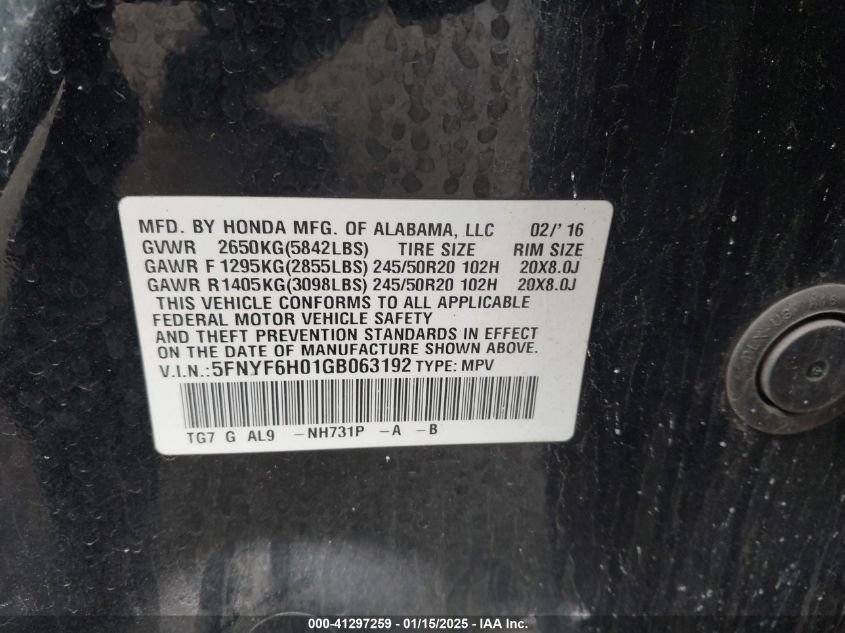 MFD. BY HONDA MFG. OF ALABAMA, LLC 02/' 16
GVWR 2650KG(5842LBS) TIRE SIZE RIM SIZE
GAWR F 1295KG(2855LBS) 245/50R20 102H 20X8.0J
GAWR R1405KG(3098LBS) 245/50R20 102H 20X8.0J
THIS VEHICLE CONFORMS TO ALL APPLICABLE
FEDERAL MOTOR VEHICLE SAFETY
AND THEFT PREVENTION STANDARDS IN EFFECT
ON THE DATE OF MANUFACTURE SHOWN ABOVE.
V.I.N.:5FNYF6H01GB063192 TYPE: MPV
TG7 G AL9 -NH731P -A -B
000-41297259 - 01/15/2025 - IAA Inc.